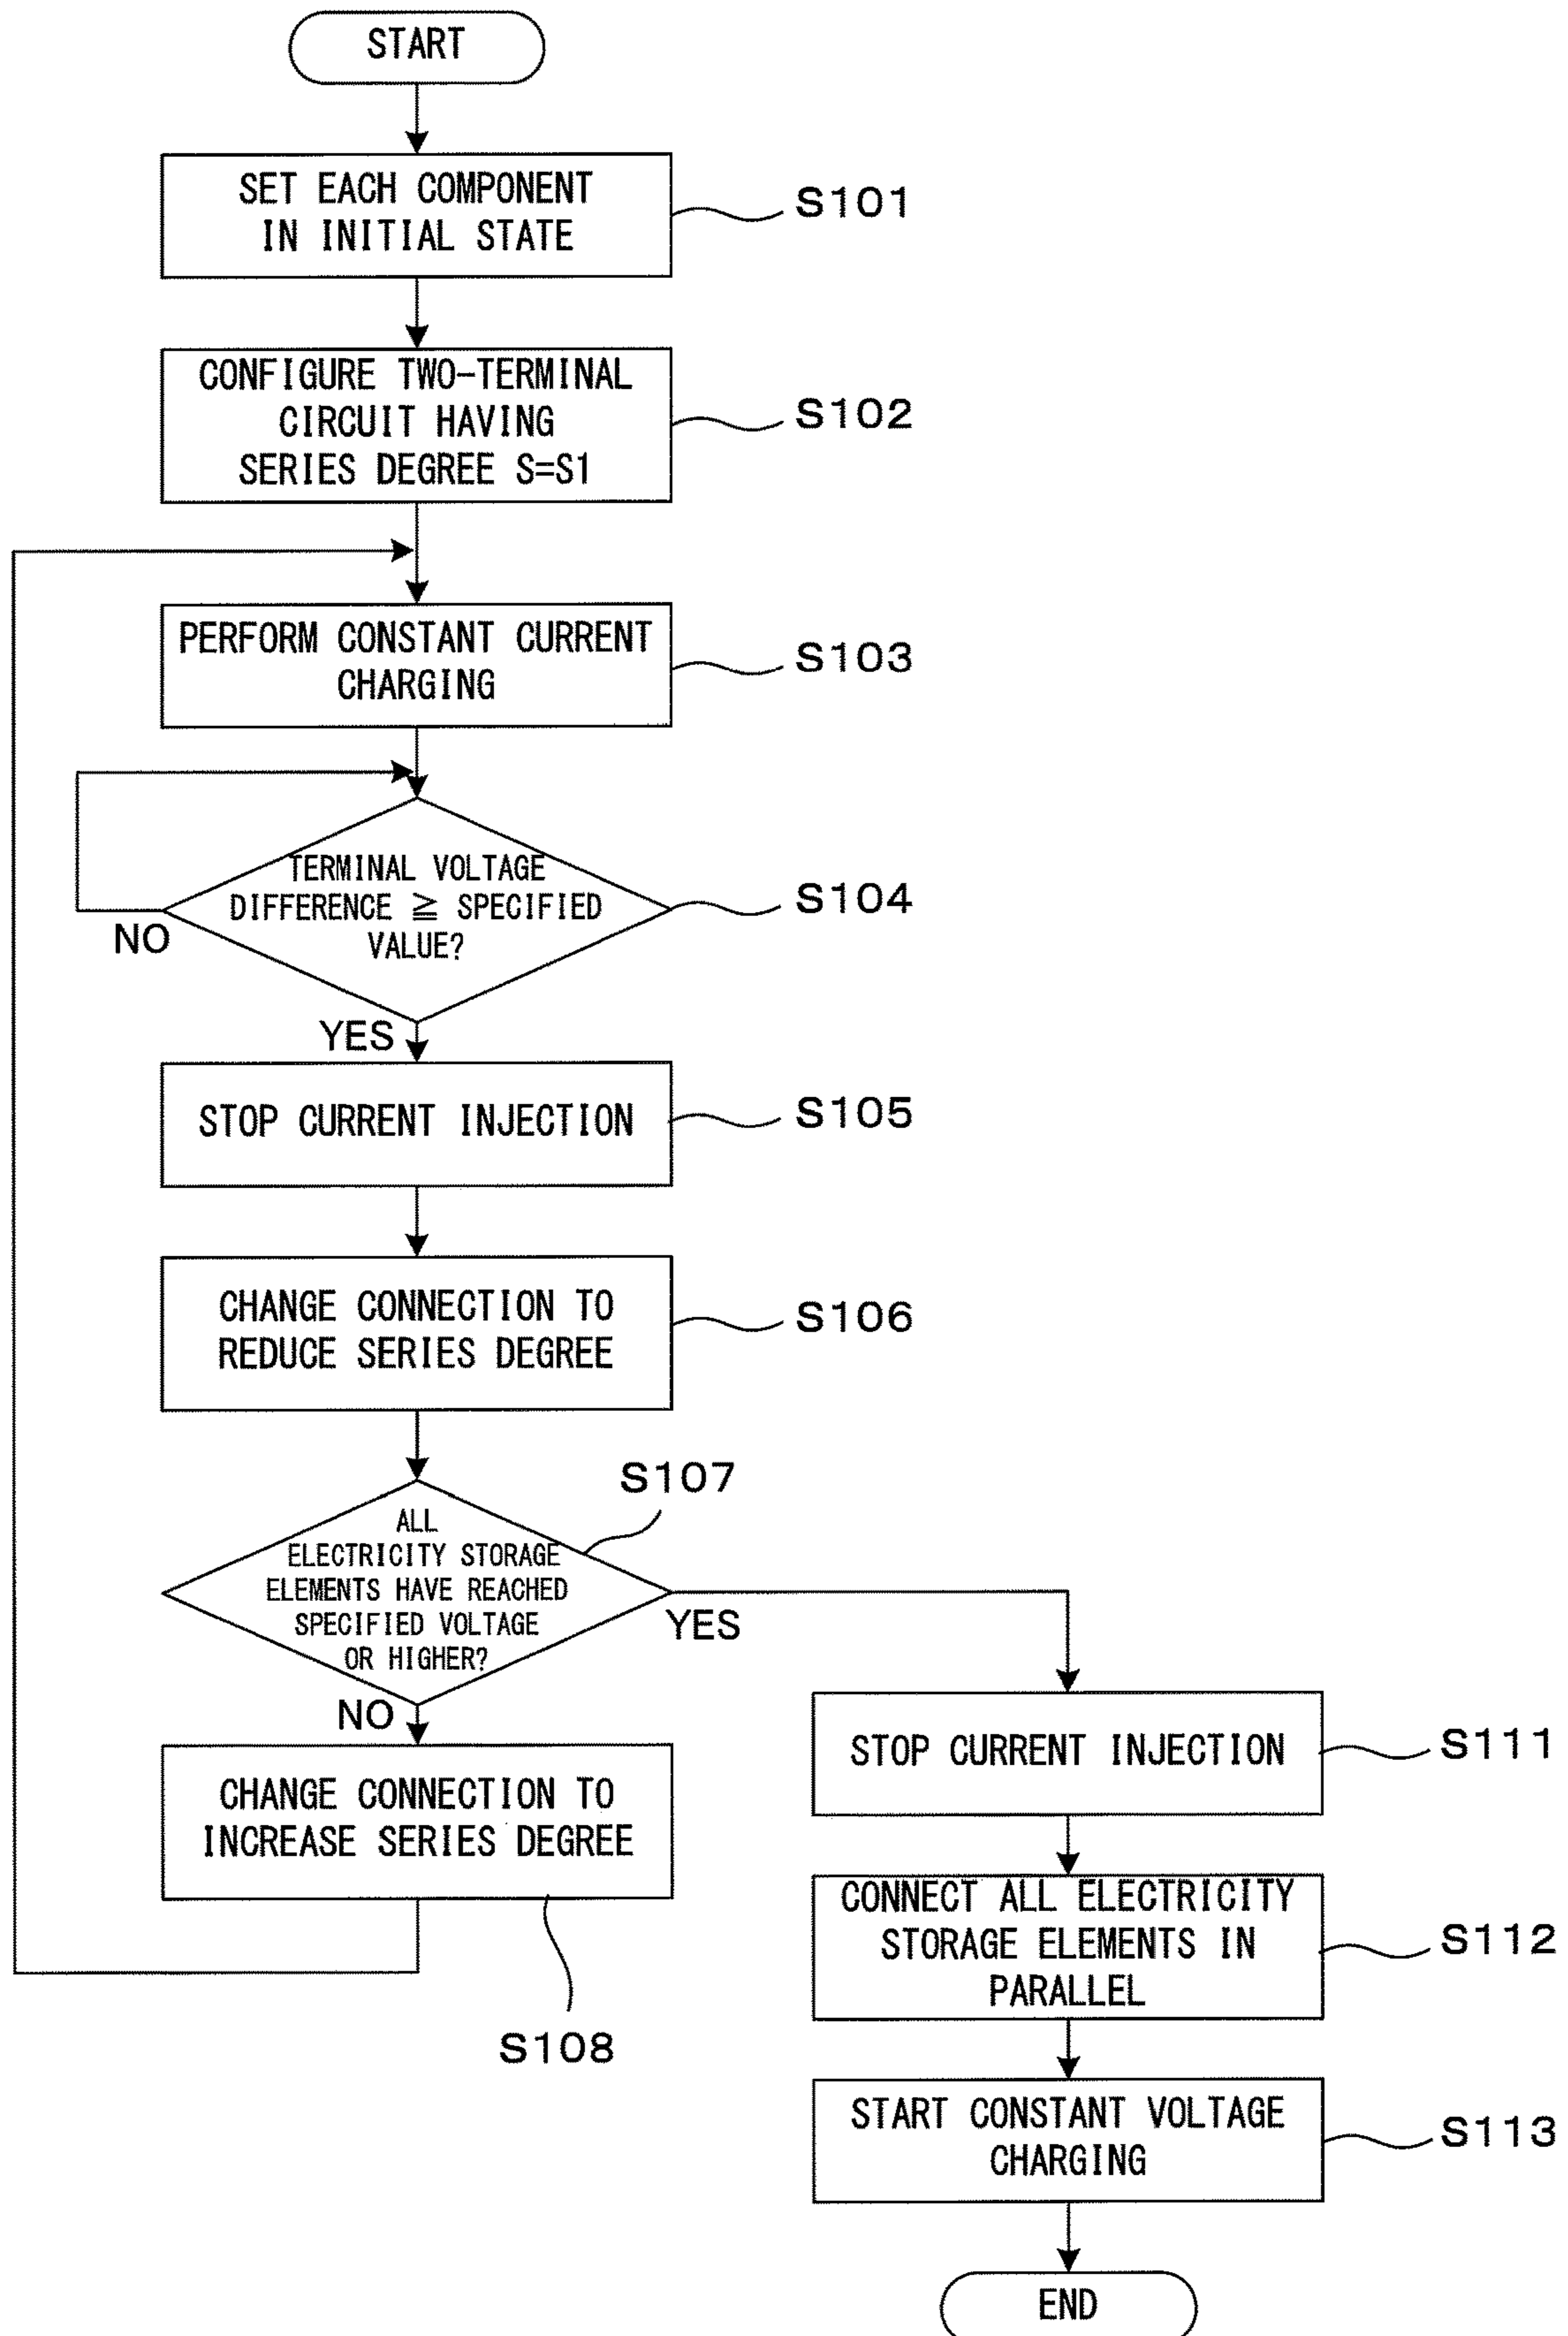 START
SET EACH COMPONENT
IN INITIAL STATE
S101
CONFIGURE TWO-TERMINAL
CIRCUIT HAVING
SERIES DEGREE S=S1
S102
PERFORM CONSTANT CURRENT
CHARGING
S103
TERMINAL VOLTAGE
DIFFERENCE ≧ SPECIFIED
VALUE?
S104
NO
YES
STOP CURRENT INJECTION
S105
CHANGE CONNECTION TO
REDUCE SERIES DEGREE
S106
S107
ALL
ELECTRICITY STORAGE
ELEMENTS HAVE REACHED
SPECIFIED VOLTAGE
OR HIGHER?
YES
NO
CHANGE CONNECTION TO
INCREASE SERIES DEGREE
S108
STOP CURRENT INJECTION
S111
CONNECT ALL ELECTRICITY
STORAGE ELEMENTS IN
PARALLEL
S112
START CONSTANT VOLTAGE
CHARGING
S113
END